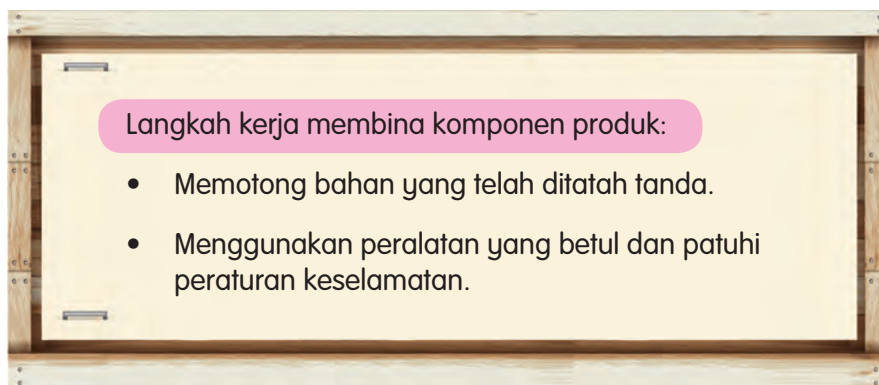 Langkah kerja membina komponen produk:
• Memotong bahan yang telah ditatah tanda.
• Menggunakan peralatan yang betul dan patuhi
peraturan keselamatan.